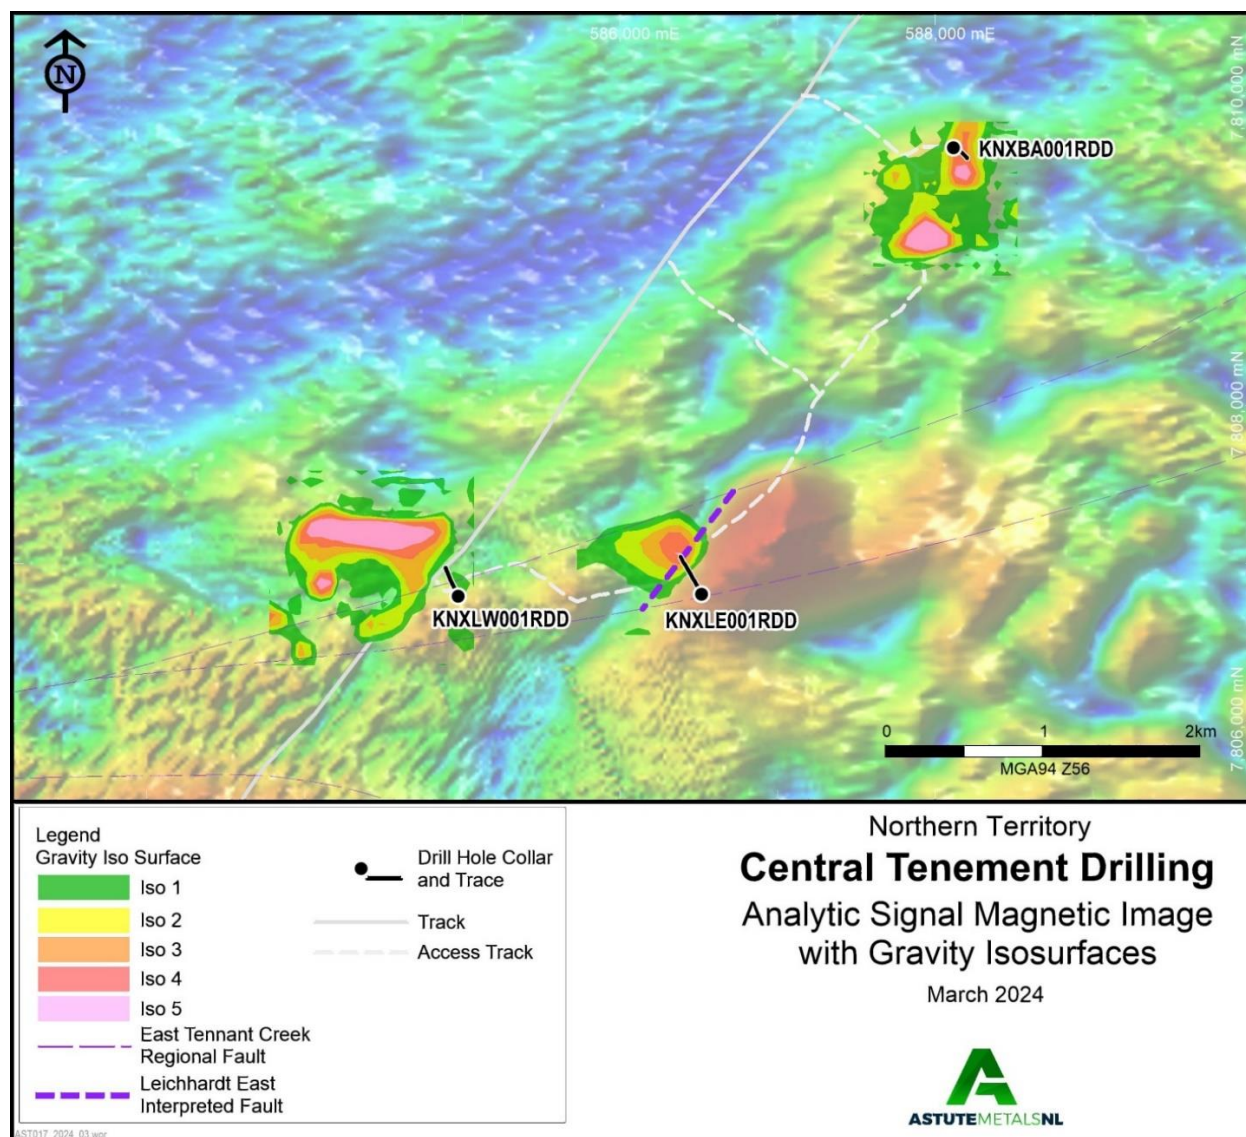 N
586,000 mE
588,000 mE
7,810,000 mN
KNXBA001RDD
7,808,000 mN
KNXLW001RDD
KNXLE001RDD
7,806,000 mN
0 1 2km
MGA94 Z56
Legend
Gravity Iso Surface
Iso 1
Iso 2
Iso 3
Iso 4
Iso 5
East Tennant Creek
Regional Fault
Leichhardt East
Interpreted Fault
Drill Hole Collar
and Trace
Track
Access Track
Northern Territory
Central Tenement Drilling
Analytic Signal Magnetic Image
with Gravity Isosurfaces
March 2024
ASTUTEMETALSNL
AST017_2024_03.wor